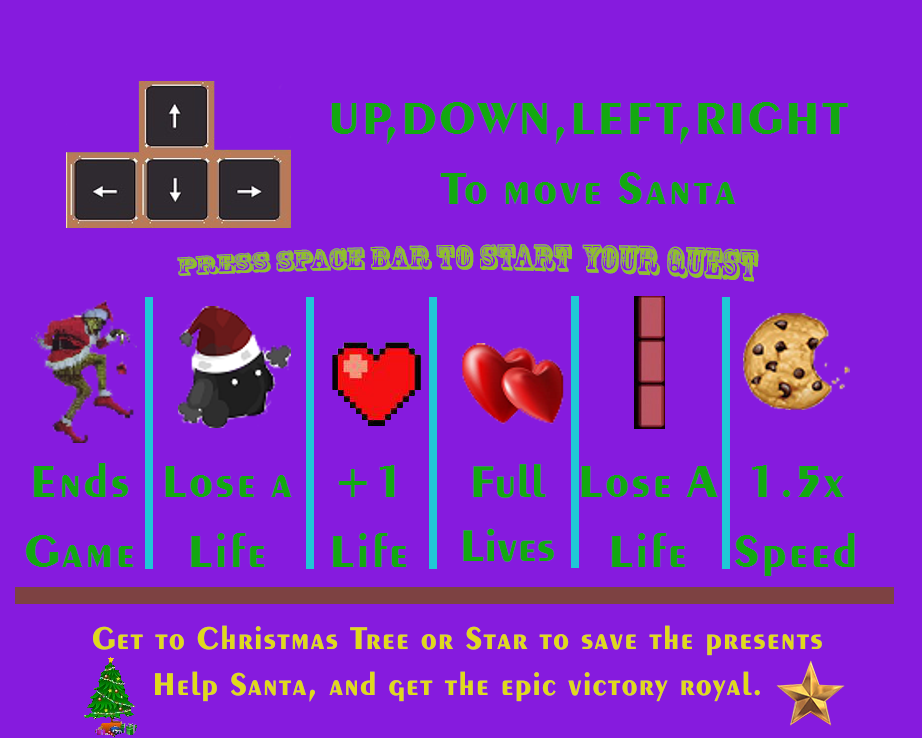 UP,DOWN,LEFT,RIGHT
To move Santa
PRESS SPACE BAR TO START YOUR QUEST
Ends
Game
Lose a
Life
+1
Life
Full
Lives
Lose A
Life
1.5x
Speed
Get to Christmas Tree or Star to save the presents
Help Santa, and get the epic victory royal.